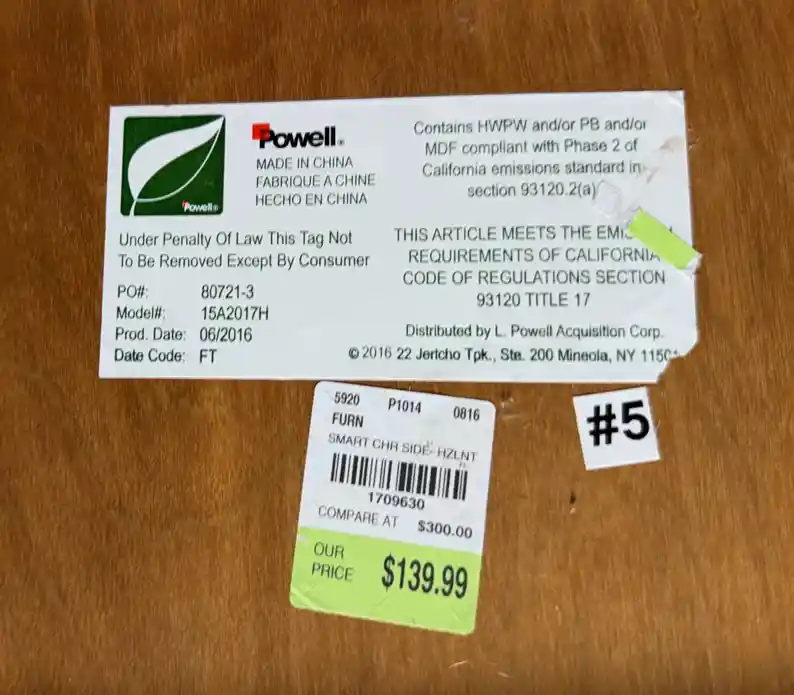 Powell®
Powell®
MADE IN CHINA
FABRIQUE A CHINE
HECHO EN CHINA
Contains HWPW and/or PB and/or
MDF compliant with Phase 2 of
California emissions standard in
section 93120.2(a)
Under Penalty Of Law This Tag Not
To Be Removed Except By Consumer
THIS ARTICLE MEETS THE
REQUIREMENTS OF CALIFORNIA
CODE OF REGULATIONS SECTION
93120 TITLE 17
PO#: 80721-3
Model#: 15A2017H
Prod. Date: 06/2016
Date Code: FT
Distributed by L. Powell Acquisition Corp.
© 2016 22 Jericho Tpk., Ste. 200 Mineola, NY
#5
5920 P1014 0816
FURN
SMART CHR SIDE- HZLNT
1709630
COMPARE AT $300.00
OUR
PRICE $139.99